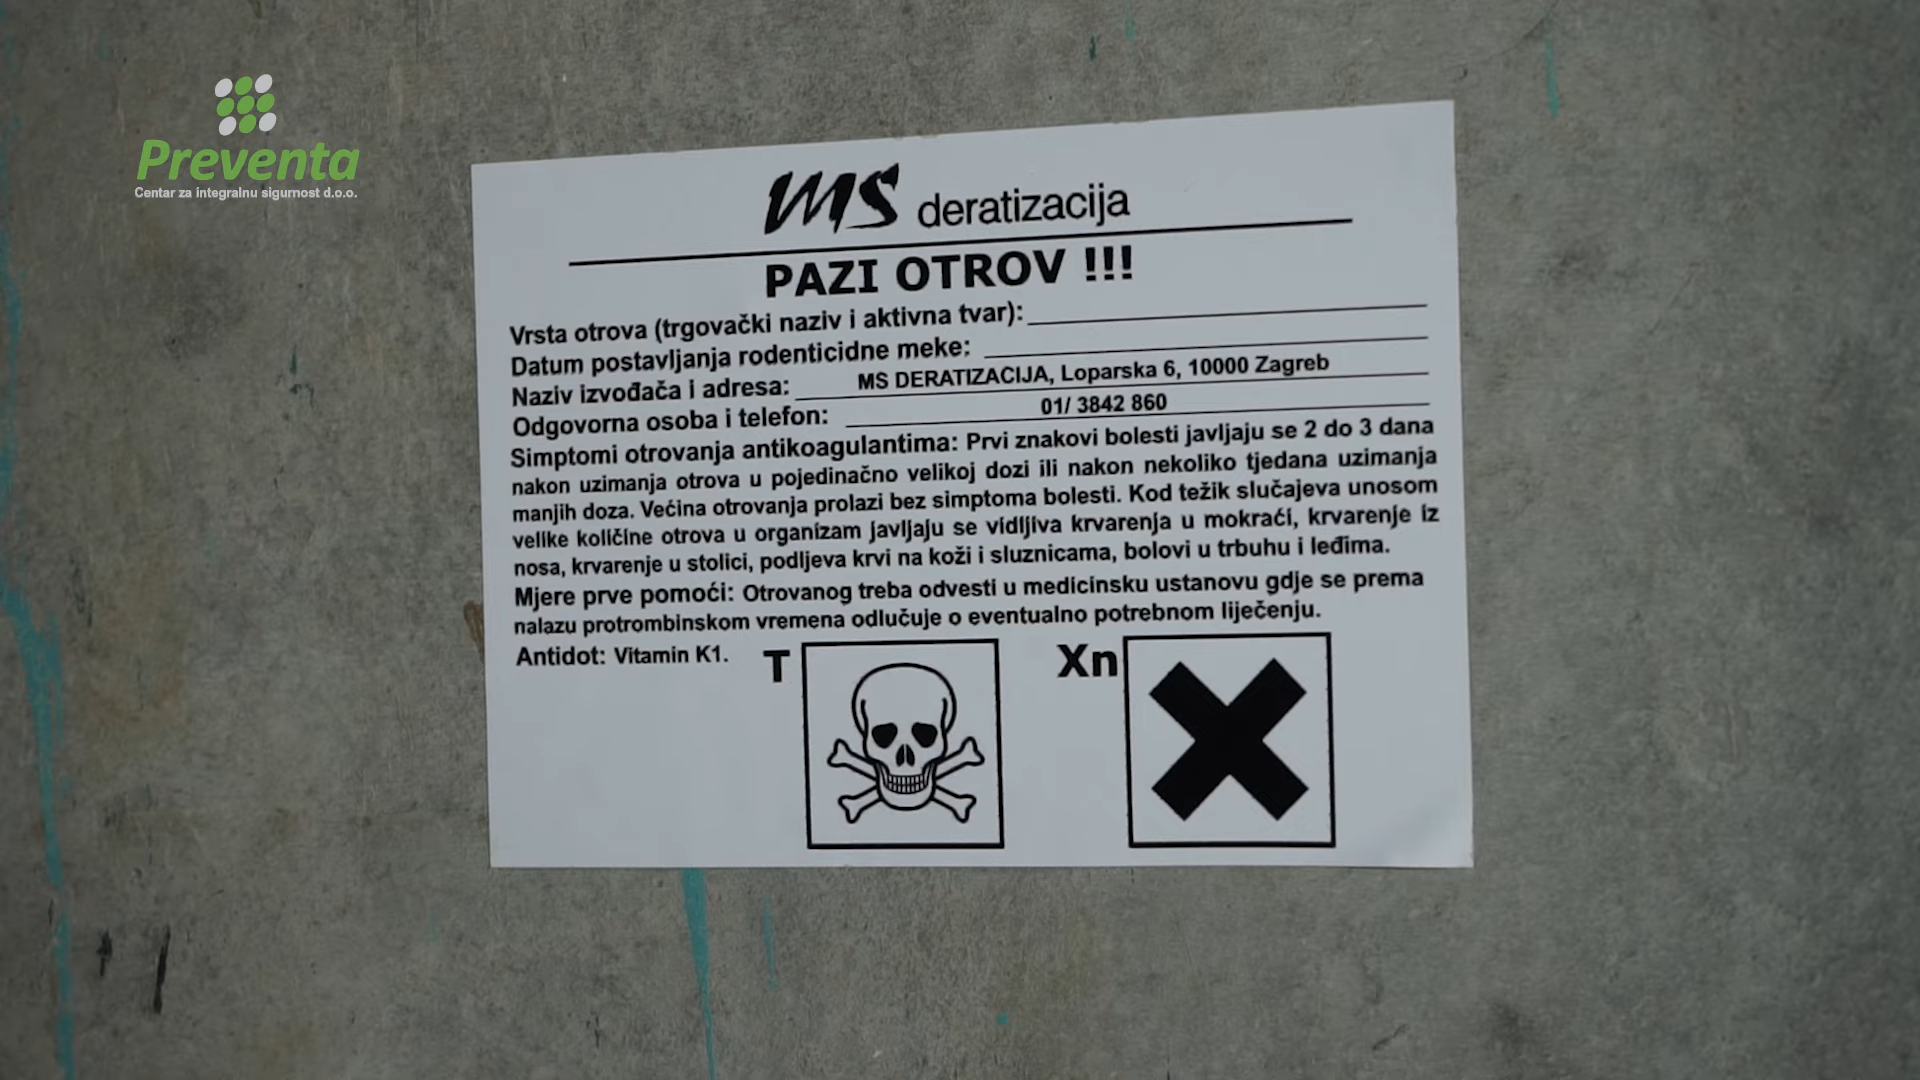 Preventa
Centar za integralnu sigurnost d.o.o.
MS deratizacija
PAZI OTROV !!!
Vrsta otrova (trgovački naziv i aktivna tvar):
Datum postavljanja rodenticidne meke:
Naziv izvođača i adresa: MS DERATIZACIJA, Loparska 6, 10000 Zagreb
Odgovorna osoba i telefon: 01/ 3842 860
Simptomi otrovanja antikoagulantima: Prvi znakovi bolesti javljaju se 2 do 3 dana
nakon uzimanja otrova u pojedinačno velikoj dozi ili nakon nekoliko tjedana uzimanja
manjih doza. Većina otrovanja prolazi bez simptoma bolesti. Kod težik slučajeva unosom
velike količine otrova u organizam javljaju se vidljiva krvarenja u mokraći, krvarenje iz
nosa, krvarenje u stolici, podljeva krvi na koži i sluznicama, bolovi u trbuhu i leđima.
Mjere prve pomoći: Otrovanog treba odvesti u medicinsku ustanovu gdje se prema
nalazu protrombinskom vremena odlučuje o eventualno potrebnom liječenju.
Antidot: Vitamin K1.
T
Xn